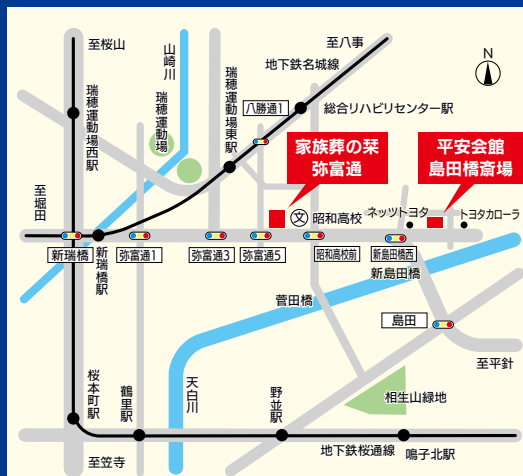 至桜山
山崎川
瑞穂運動場東駅
至八事
地下鉄名城線
N
瑞穂運動場西駅
瑞穂運動場
八勝通1
総合リハビリセンター駅
家族葬の栞
弥富通
平安会館
島田橋斎場
至堀田
文
昭和高校
ネッツトヨタ
トヨタカローラ
新瑞橋
新瑞橋駅
弥富通1
弥富通3
弥富通5
昭和高校前
新島田橋西
新島田橋
菅田橋
島田
至平針
桜本町駅
鶴里駅
天白川
野並駅
相生山緑地
地下鉄桜通線
鳴子北駅
至笠寺